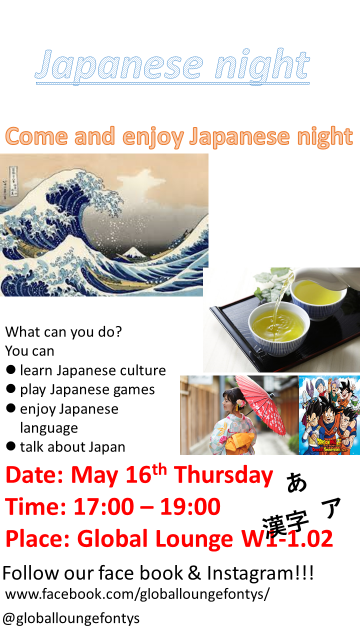 Japanese night
Come and enjoy Japanese night
What can you do?
You can
● learn Japanese culture
● play Japanese games
● enjoy Japanese
language
● talk about Japan
Date: May 16th Thursday
あ
Time: 17:00 – 19:00
ア
漢字
Place: Global Lounge W1-1.02
Follow our face book & Instagram!!!
www.facebook.com/globalloungefontys/
@globalloungefontys